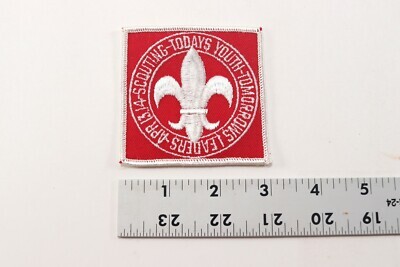 SCOUTING-TODAYS YOUTH-TOMORROWS LEADERS-APR.13,14-
1 2 3 4 5
23 22 21 20 19